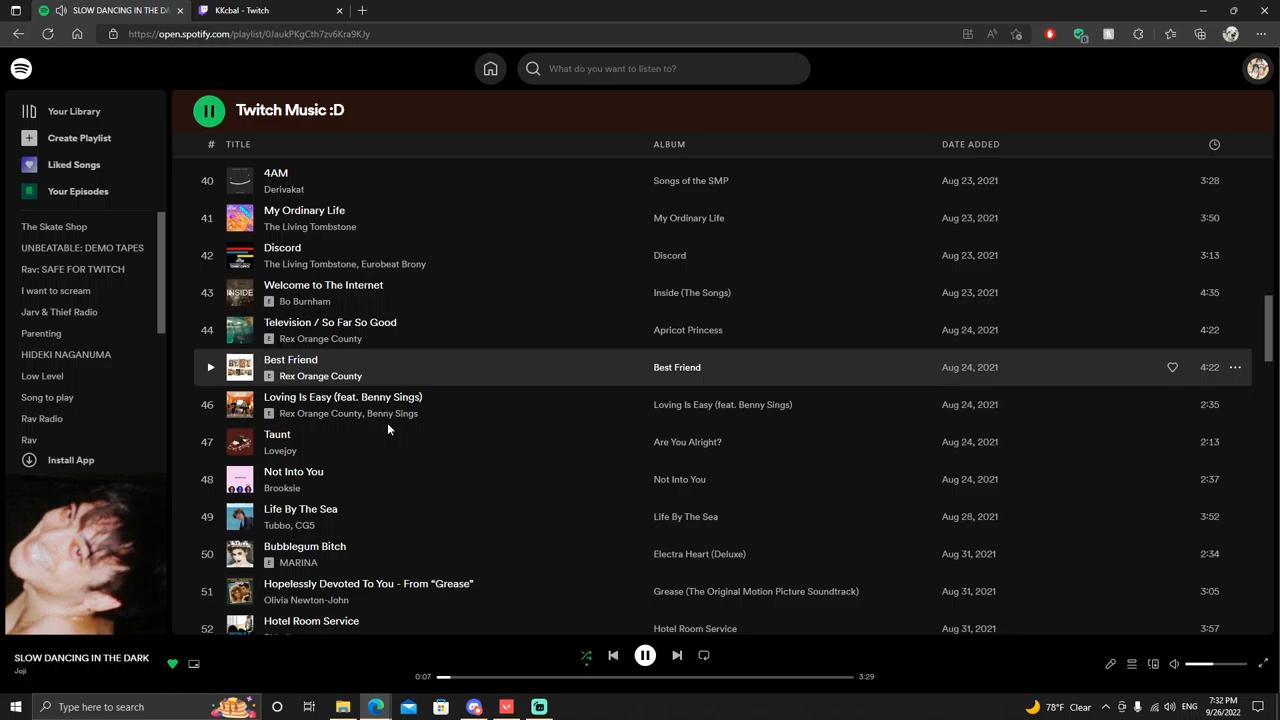 SLOW DANCING IN THE DA
KKcbal - Twitch
https://open.spotify.com/playlist/0JaukPKgCth7zv6Kra9KJy
What do you want to listen to?
Your Library
Create Playlist
Liked Songs
Your Episodes
The Skate Shop
UNBEATABLE: DEMO TAPES
Rav: SAFE FOR TWITCH
I want to scream
Jarv & Thief Radio
Parenting
HIDEKI NAGANUMA
Low Level
Song to play
Rav Radio
Rav
Install App
Twitch Music :D
# TITLE ALBUM DATE ADDED
40 4AM Songs of the SMP Aug 23, 2021 3:28
Derivakat
41 My Ordinary Life My Ordinary Life Aug 23, 2021 3:50
The Living Tombstone
42 Discord Discord Aug 23, 2021 3:13
The Living Tombstone, Eurobeat Brony
43 Welcome to The Internet Inside (The Songs) Aug 23, 2021 4:35
E Bo Burnham
INSIDE
44 Television / So Far So Good Apricot Princess Aug 24, 2021 4:22
E Rex Orange County
Best Friend Best Friend Aug 24, 2021 4:22
E Rex Orange County
46 Loving Is Easy (feat. Benny Sings) Loving Is Easy (feat. Benny Sings) Aug 24, 2021 2:35
E Rex Orange County, Benny Sings
47 Taunt Are You Alright? Aug 24, 2021 2:13
Lovejoy
48 Not Into You Not Into You Aug 24, 2021 2:37
Brooksie
49 Life By The Sea Life By The Sea Aug 28, 2021 3:52
Tubbo, CG5
50 Bubblegum Bitch Electra Heart (Deluxe) Aug 31, 2021 2:34
E MARINA
51 Hopelessly Devoted To You - From “Grease” Grease (The Original Motion Picture Soundtrack) Aug 31, 2021 3:05
Olivia Newton-John
52 Hotel Room Service Hotel Room Service Aug 31, 2021 3:57
SLOW DANCING IN THE DARK
Joji
0:07 3:29
Type here to search
78°F Clear
ENG
7:32 PM
9/26/2022